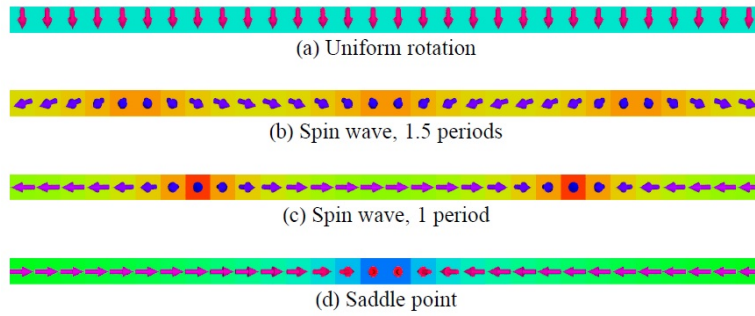 (a) Uniform rotation
(b) Spin wave, 1.5 periods
(c) Spin wave, 1 period
(d) Saddle point